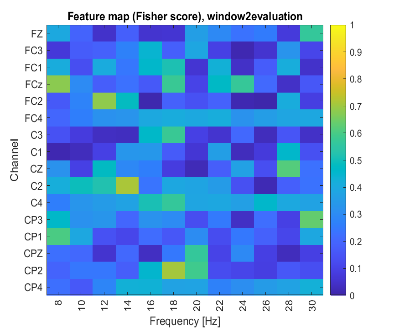 Feature map (Fisher score), window2evaluation
Channel
FZ
FC3
FC1
FCz
FC2
FC4
C3
C1
CZ
C2
C4
CP3
CP1
CPZ
CP2
CP4
8 10 12 14 16 18 20 22 24 26 28 30
Frequency [Hz]
1
0.9
0.8
0.7
0.6
0.5
0.4
0.3
0.2
0.1
0